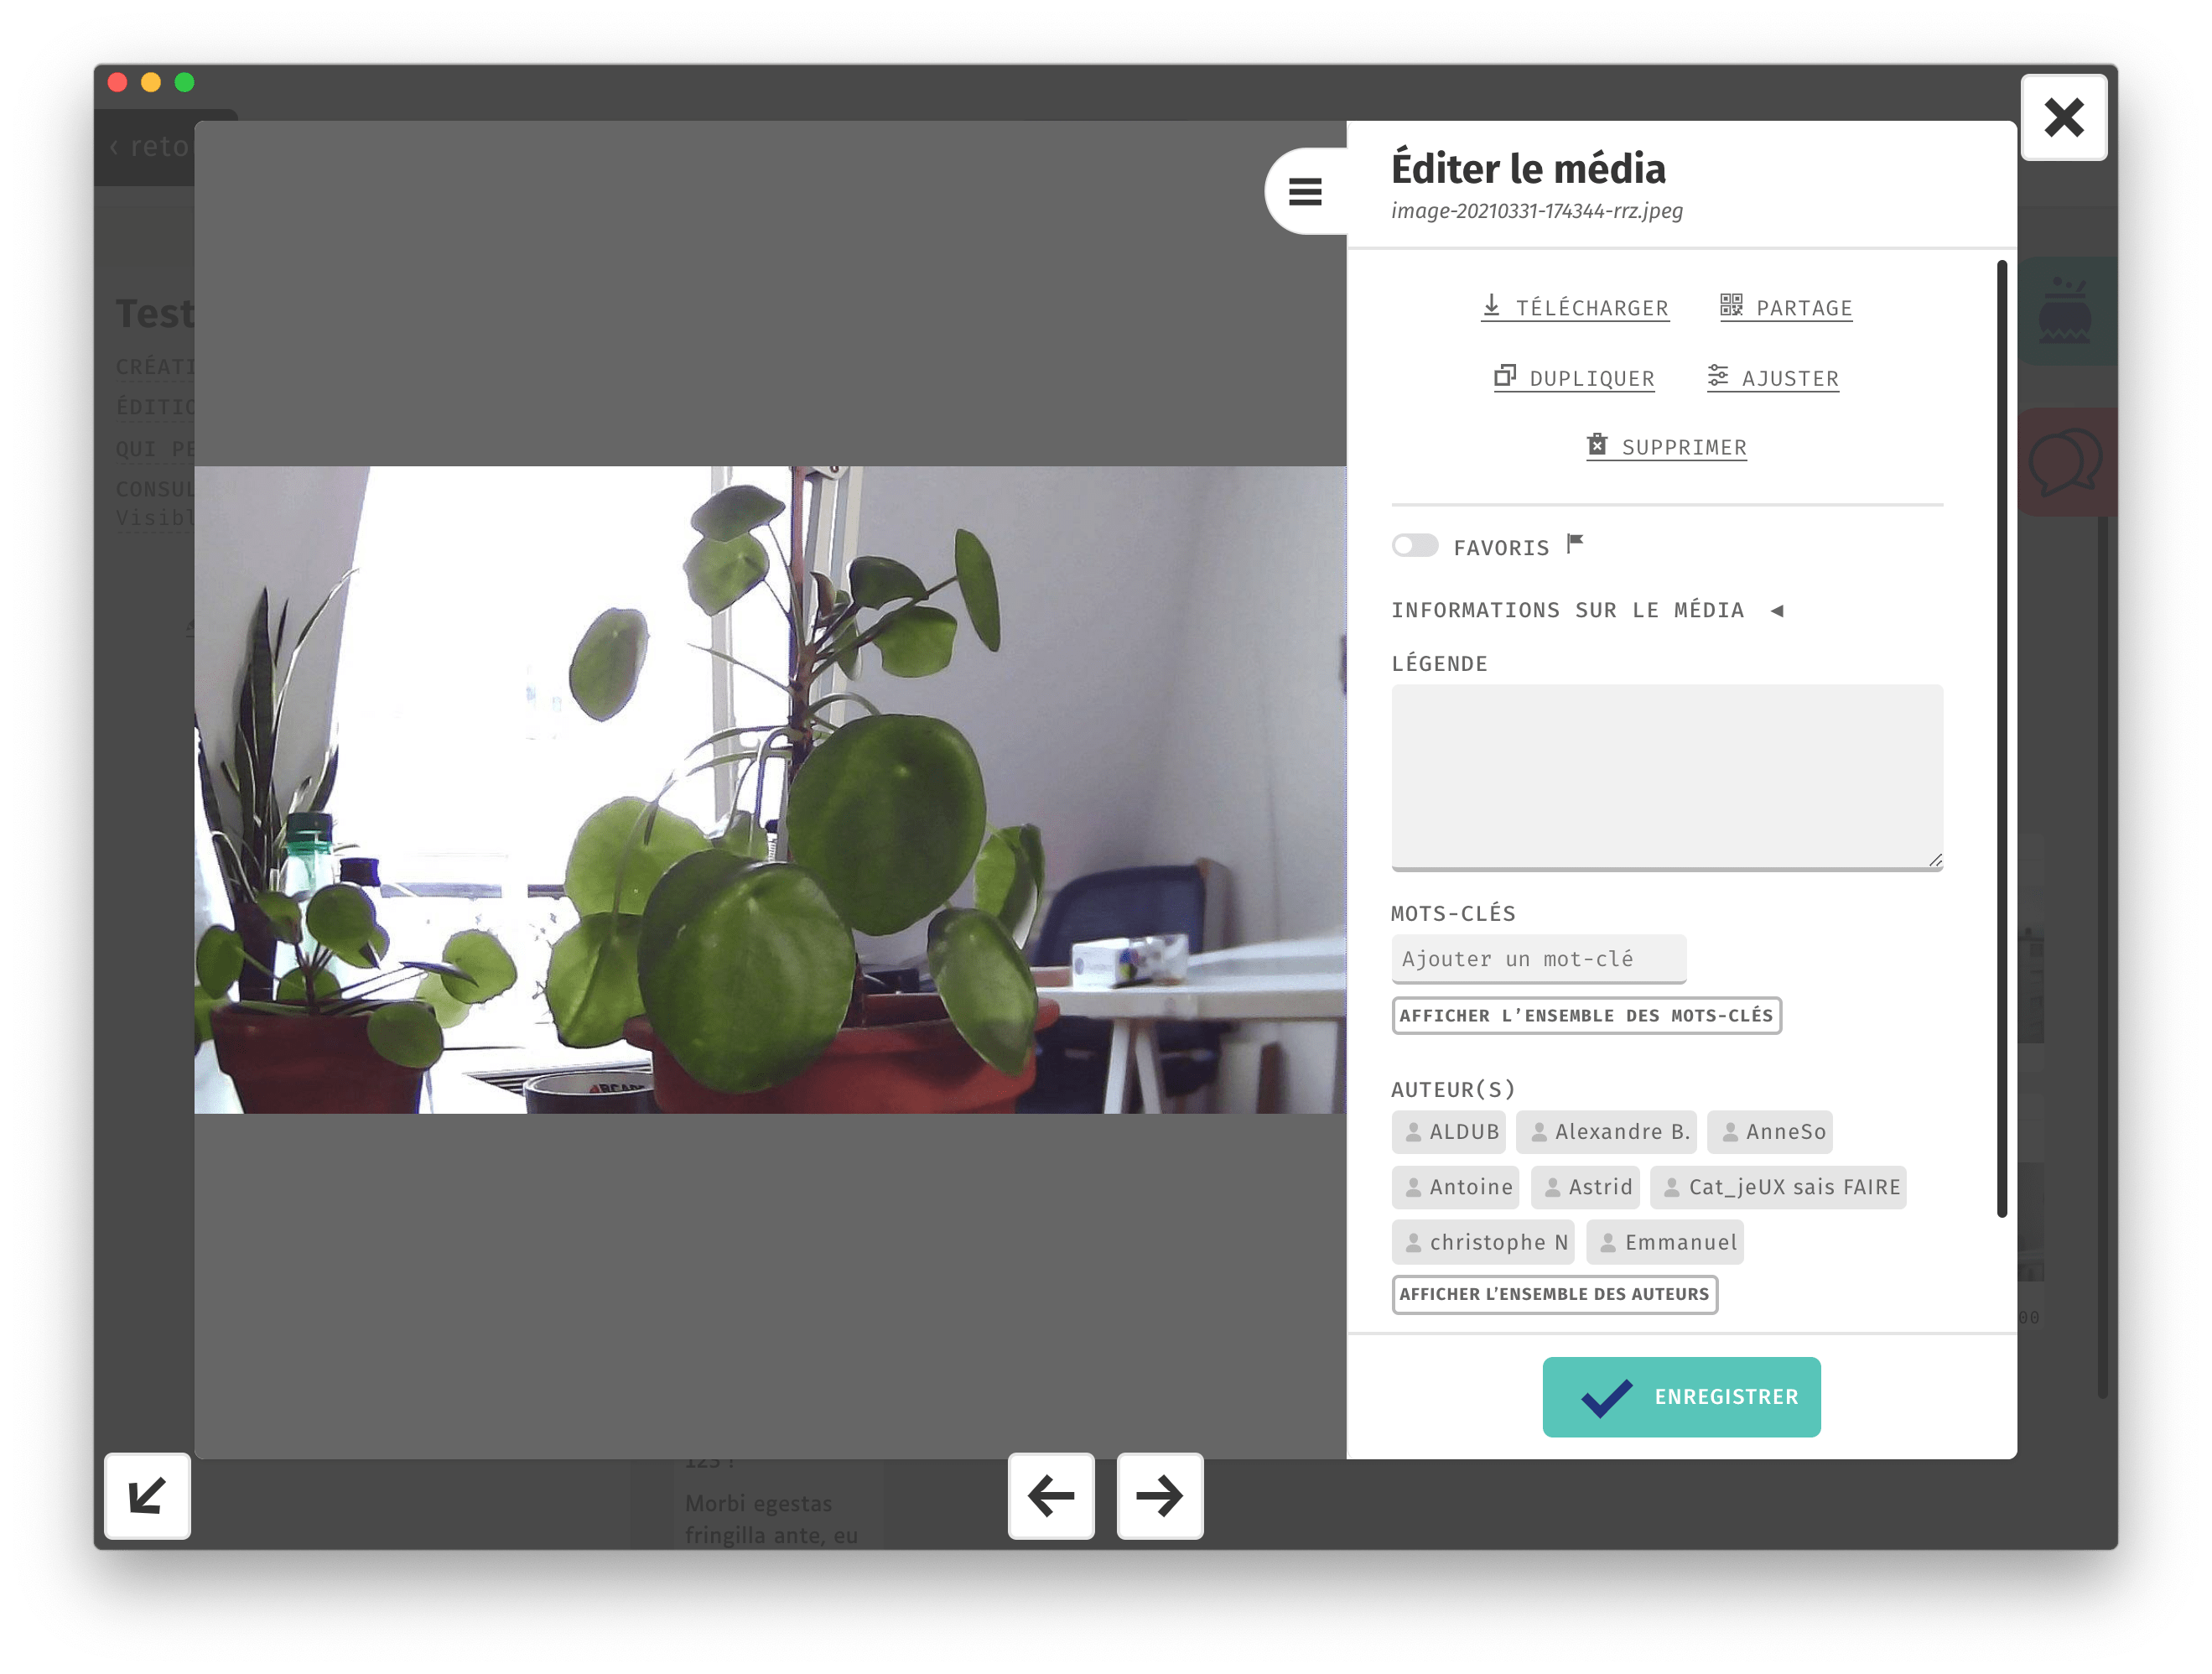 ‹ reto
Éditer le média
image-20210331-174344-rrz.jpeg
TÉLÉCHARGER PARTAGE
DUPLIQUER AJUSTER
SUPPRIMER
Test
CRÉATI
ÉDITIO
QUI PE
CONSUL
Visibl
FAVORIS
INFORMATIONS SUR LE MÉDIA
LÉGENDE
MOTS-CLÉS
Ajouter un mot-clé
AFFICHER L'ENSEMBLE DES MOTS-CLÉS
AUTEUR(S)
ALDUB Alexandre B. AnneSo
Antoine Astrid Cat_jeUX sais FAIRE
christophe N Emmanuel
AFFICHER L'ENSEMBLE DES AUTEURS
00
ENREGISTRER
123 !
Morbi egestas
fringilla ante, eu